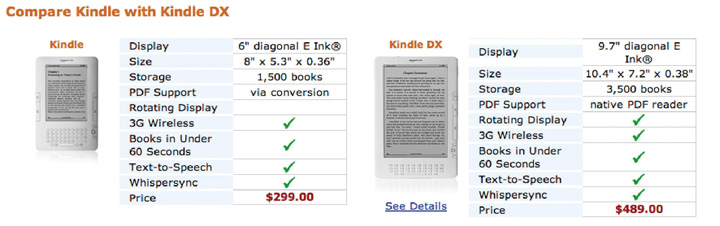 Compare Kindle with Kindle DX
Kindle
Display 6" diagonal E Ink®
Size 8" x 5.3" x 0.36"
Storage 1,500 books
PDF Support via conversion
Rotating Display
3G Wireless ✓
Books in Under
60 Seconds ✓
Text-to-Speech ✓
Whispersync ✓
Price $299.00
Kindle DX
See Details
Display 9.7" diagonal E
Ink®
Size 10.4" x 7.2" x 0.38"
Storage 3,500 books
PDF Support native PDF reader
Rotating Display ✓
3G Wireless ✓
Books in Under
60 Seconds ✓
Text-to-Speech ✓
Whispersync ✓
Price $489.00